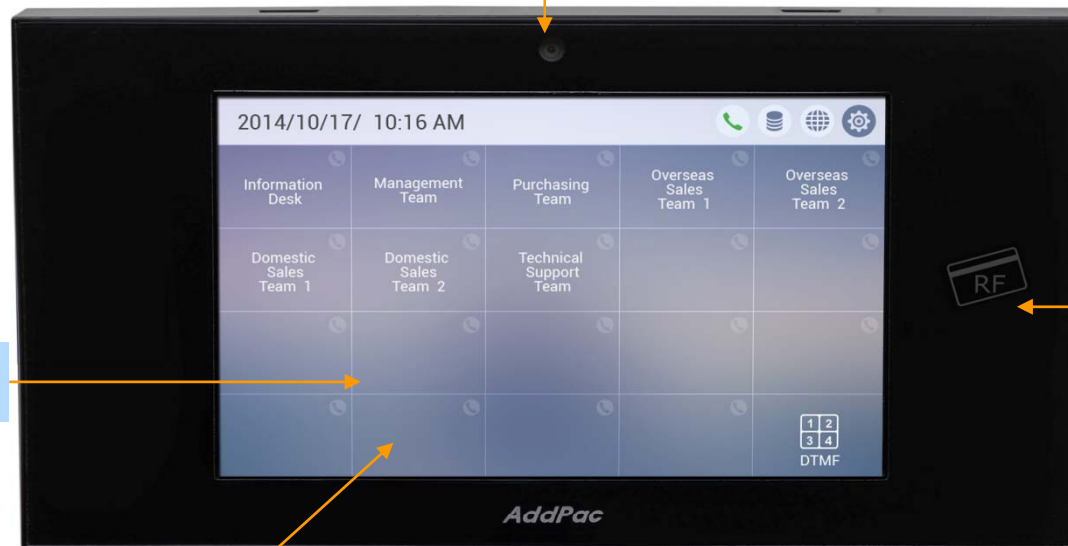 2014/10/17/ 10:16 AM
Information
Desk
Management
Team
Purchasing
Team
Overseas
Sales
Team 1
Overseas
Sales
Team 2
Domestic
Sales
Team 1
Domestic
Sales
Team 2
Technical
Support
Team
RF
1 2
3 4
DTMF
AddPac